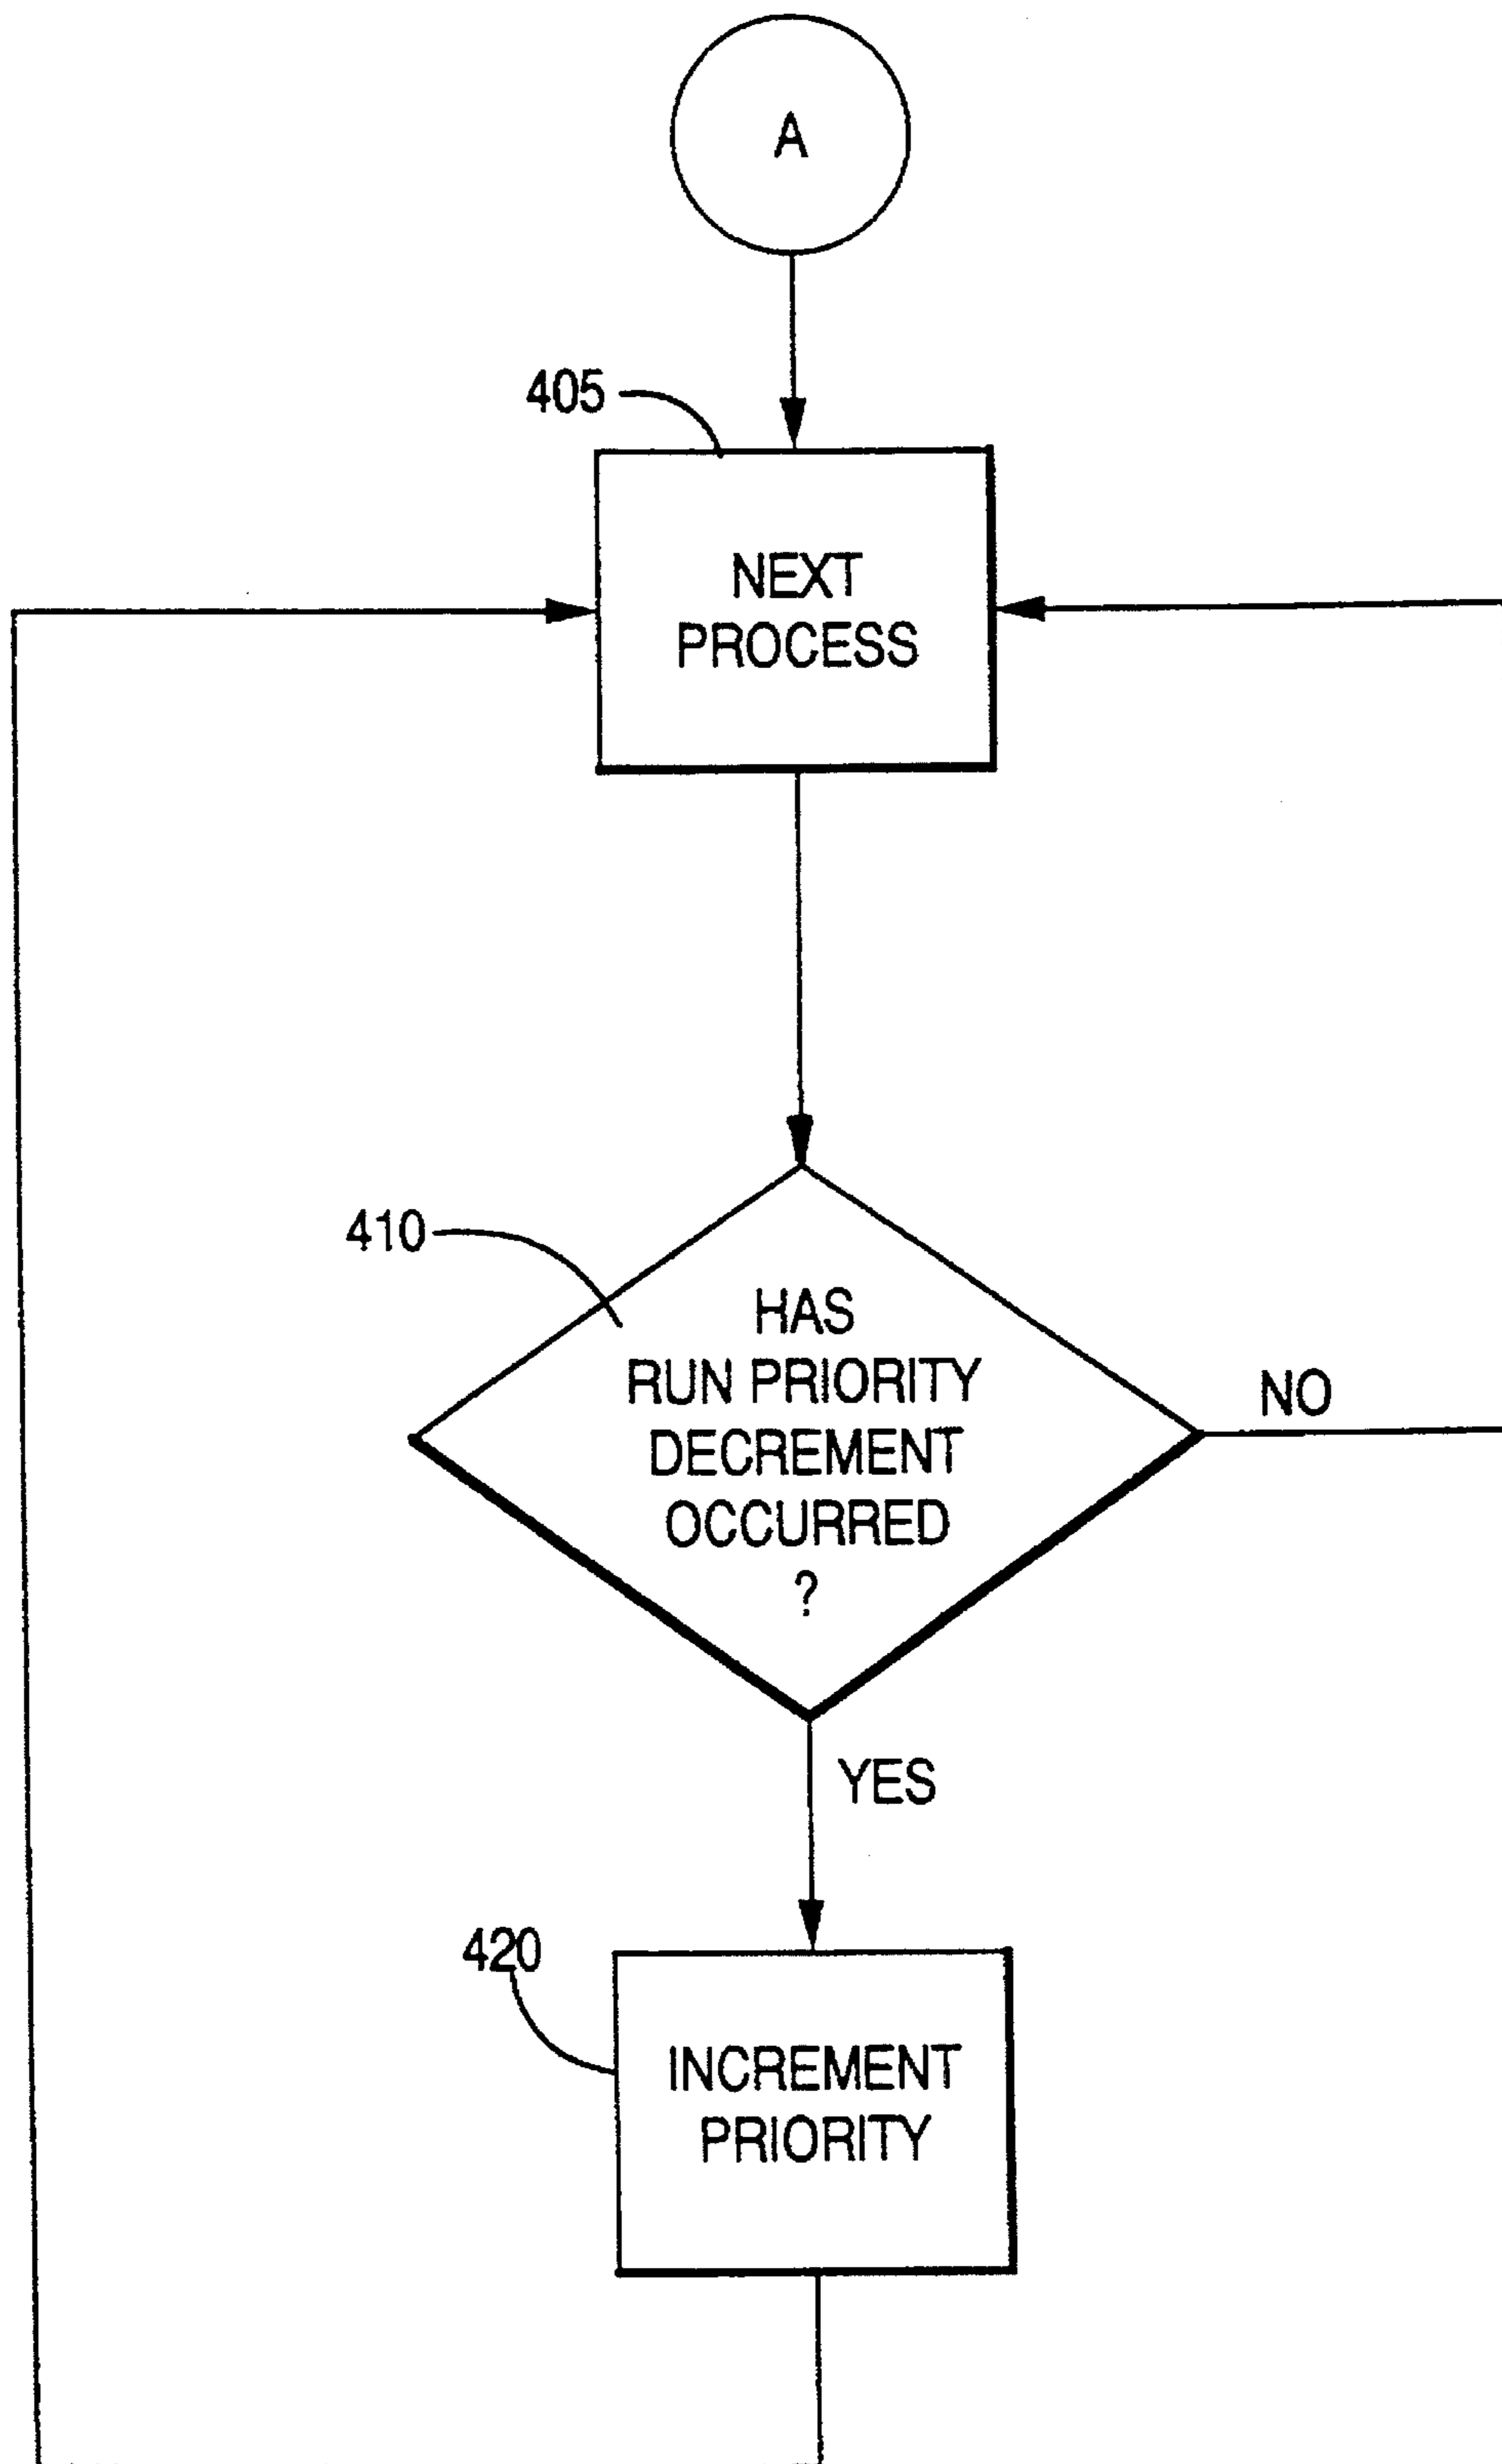 A
405
NEXT
PROCESS
410
HAS
RUN PRIORITY
DECREMENT
OCCURRED
?
NO
YES
420
INCREMENT
PRIORITY